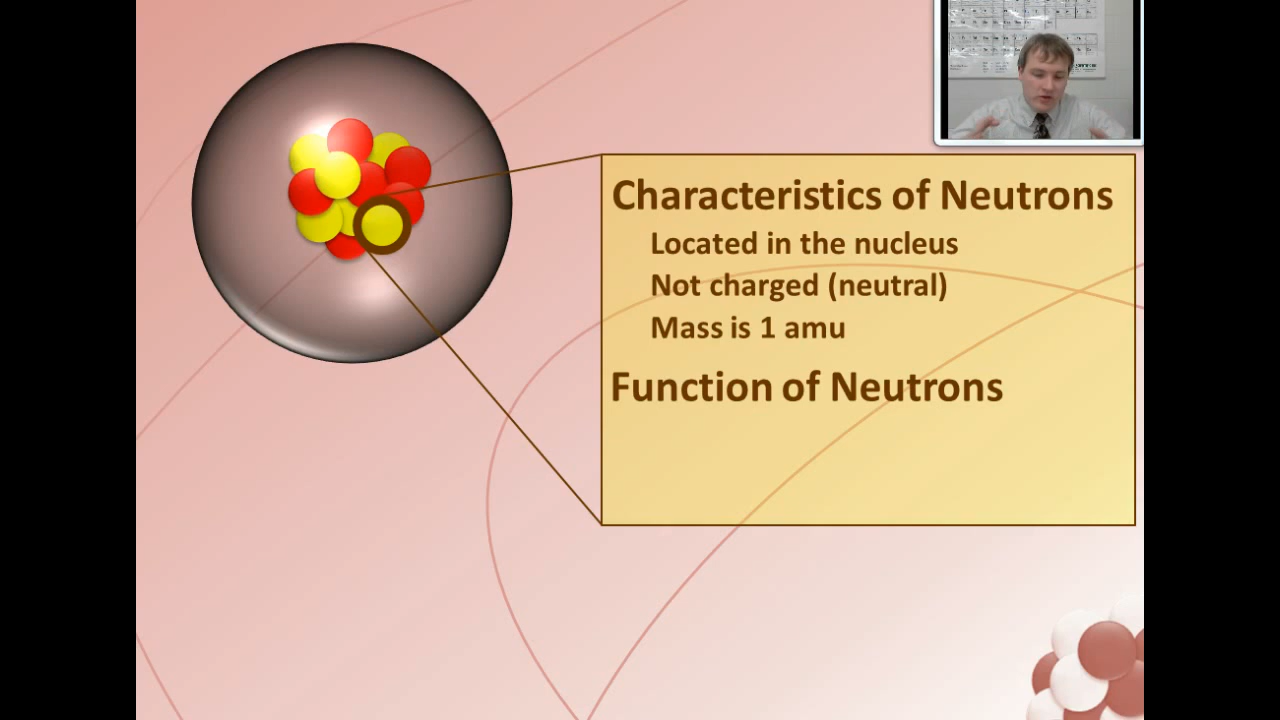 Characteristics of Neutrons
Located in the nucleus
Not charged (neutral)
Mass is 1 amu
Function of Neutrons